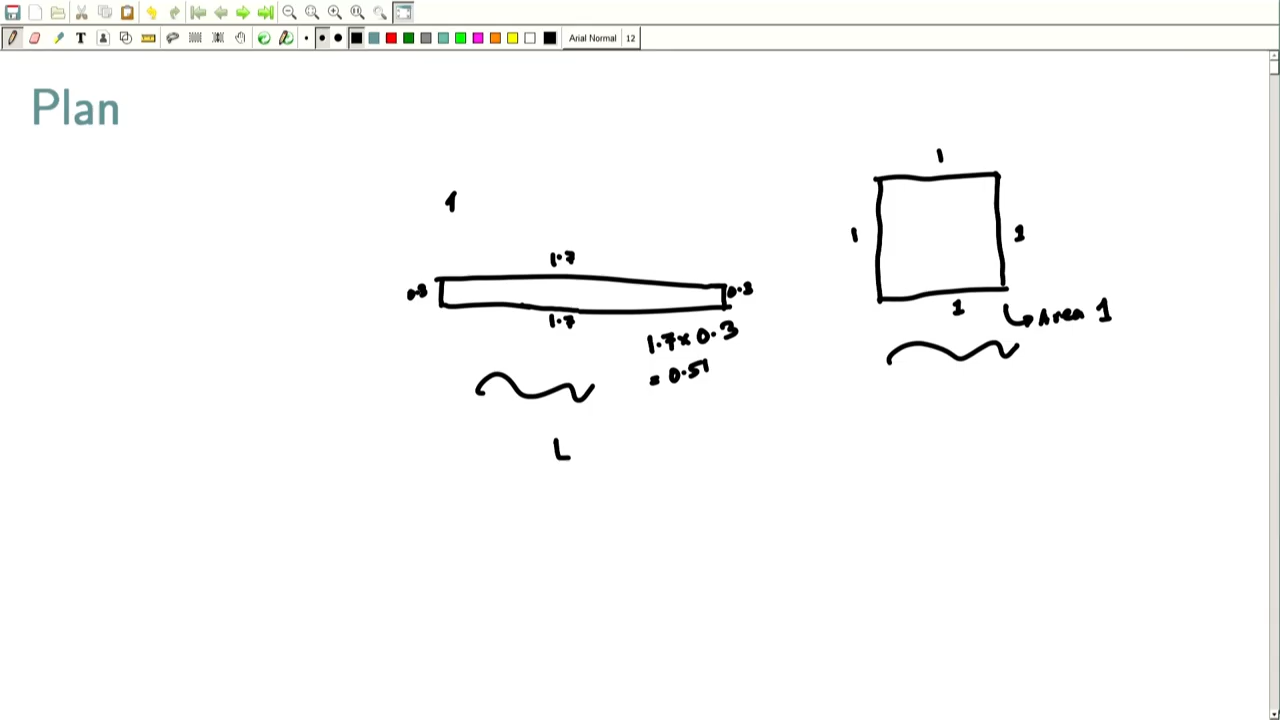 Arial Normal 12
Plan
1
1
1
1
1
Area 1
1.7
0.3
0.3
1.7
1.7 × 0.3
= 0.51
L